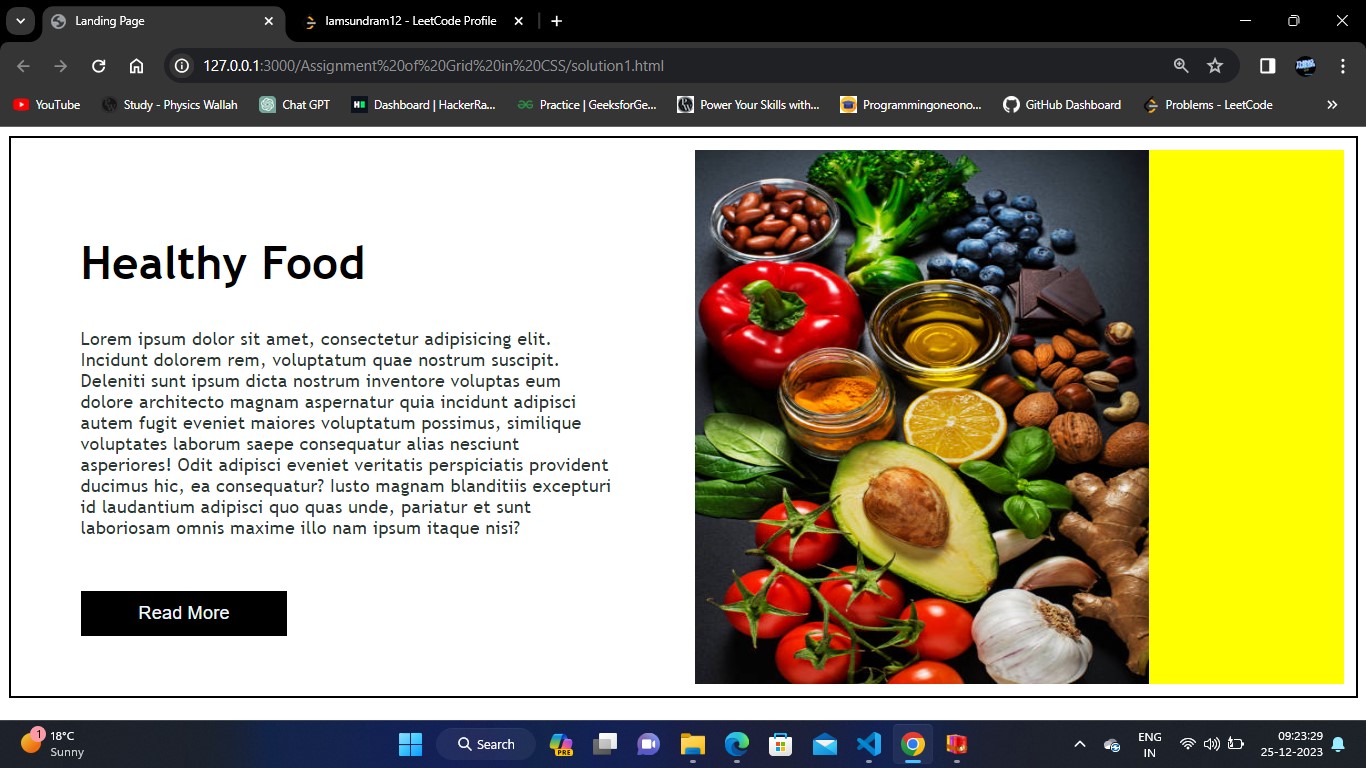 Landing Page
Iamsundram12 - LeetCode Profile
127.0.0.1:3000/Assignment%20of%20Grid%20in%20CSS/solution1.html
YouTube
Study - Physics Wallah
Chat GPT
Dashboard | HackerRa...
Practice | GeeksforGe...
Power Your Skills with...
Programmingoneono...
GitHub Dashboard
Problems - LeetCode
Healthy Food
Lorem ipsum dolor sit amet, consectetur adipisicing elit.
Incidunt dolorem rem, voluptatum quae nostrum suscipit.
Deleniti sunt ipsum dicta nostrum inventore voluptas eum
dolore architecto magnam aspernatur quia incidunt adipisci
autem fugit eveniet maiores voluptatum possimus, similique
voluptates laborum saepe consequatur alias nesciunt
asperiores! Odit adipisci eveniet veritatis perspiciatis provident
ducimus hic, ea consequatur? Iusto magnam blanditiis excepturi
id laudantium adipisci quo quas unde, pariatur et sunt
laboriosam omnis maxime illo nam ipsum itaque nisi?
Read More
1
18°C
Sunny
Search
PRE
ENG
IN
09:23:29
25-12-2023